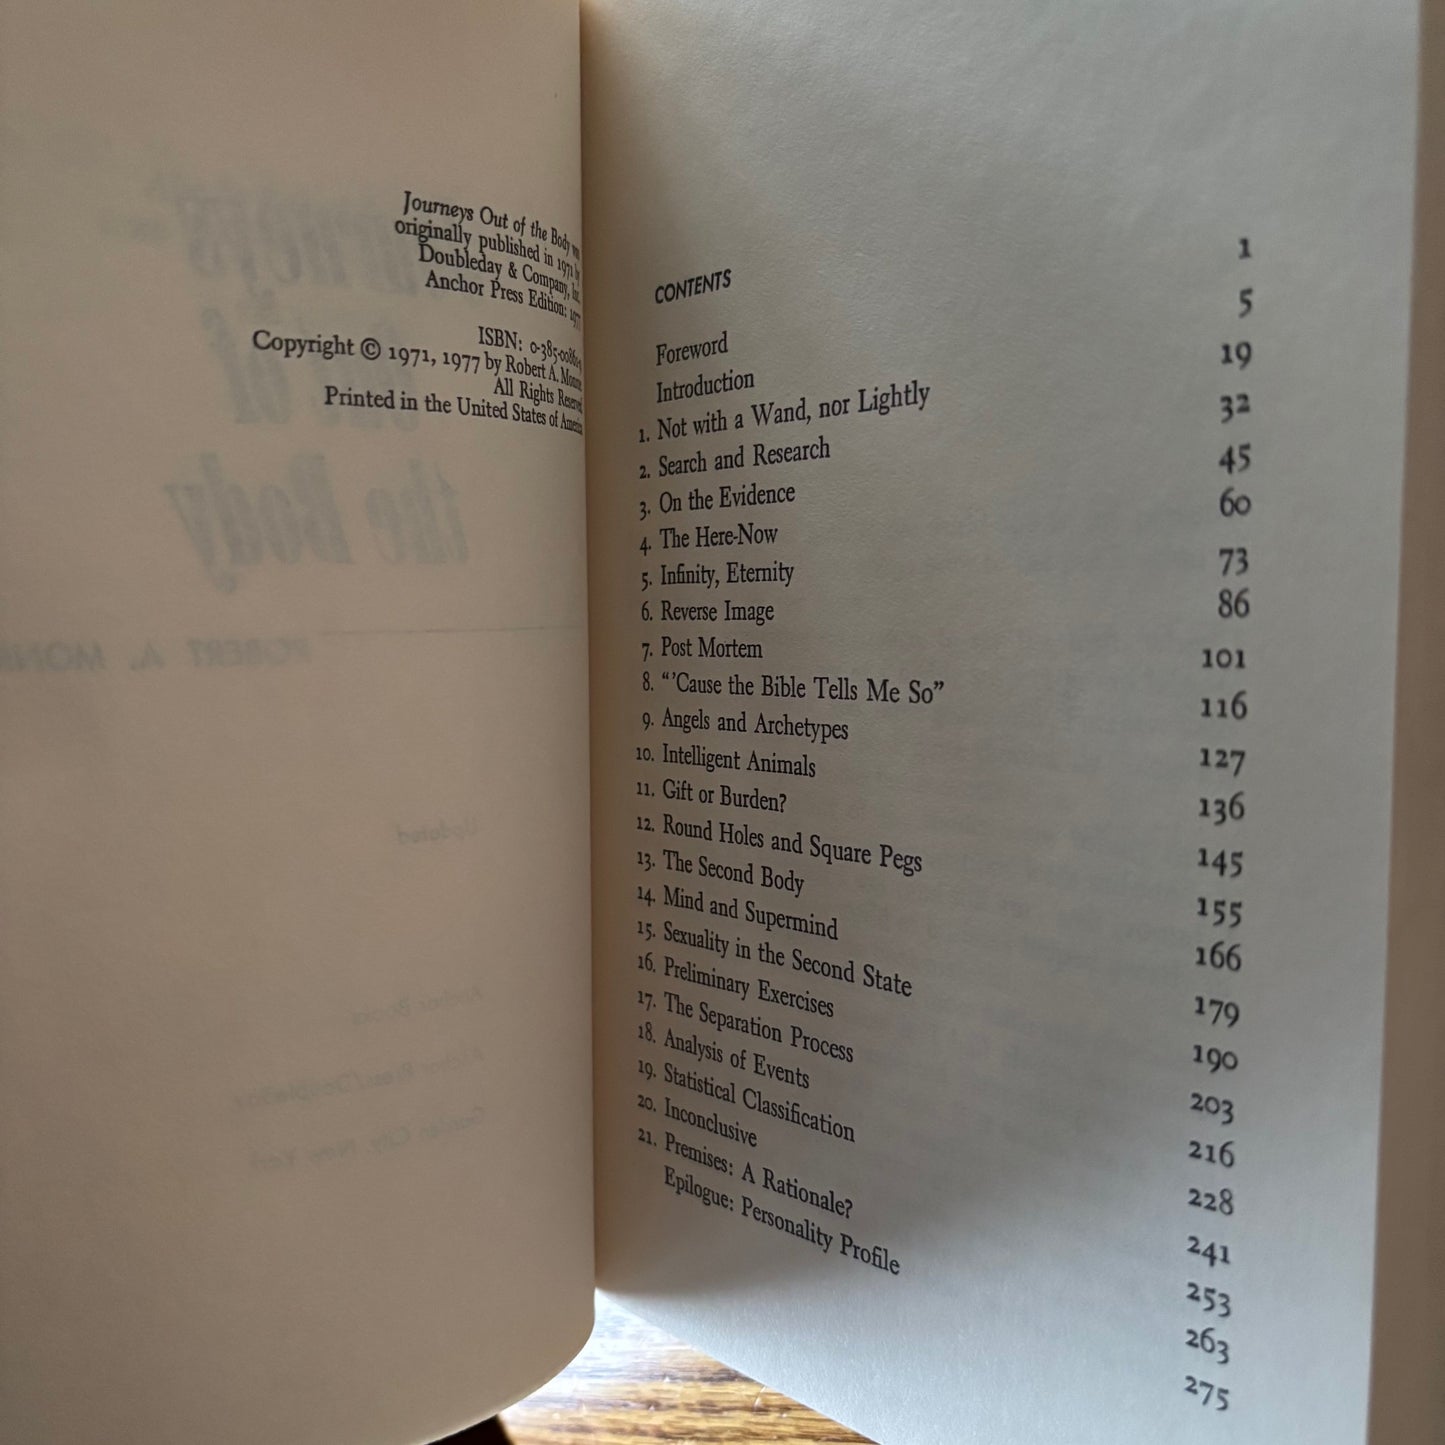 Journeys Out of the Body was
originally published in 1971 by
Doubleday & Company, Inc.
Anchor Press Edition: 1977
ISBN:
Copyright © 1971, 1977 by Robert A. Monroe
All Rights Reserved
Printed in the United States of America
CONTENTS
Foreword 1
Introduction 5
1. Not with a Wand, nor Lightly 19
2. Search and Research 32
3. On the Evidence 45
4. The Here-Now 60
5. Infinity, Eternity 73
6. Reverse Image 86
7. Post Mortem 101
8. “’Cause the Bible Tells Me So” 116
9. Angels and Archetypes 127
10. Intelligent Animals 136
11. Gift or Burden? 145
12. Round Holes and Square Pegs 155
13. The Second Body 166
14. Mind and Supermind 179
15. Sexuality in the Second State 190
16. Preliminary Exercises 203
17. The Separation Process 216
18. Analysis of Events 228
19. Statistical Classification 241
20. Inconclusive 253
21. Premises: A Rationale? 263
Epilogue: Personality Profile 275